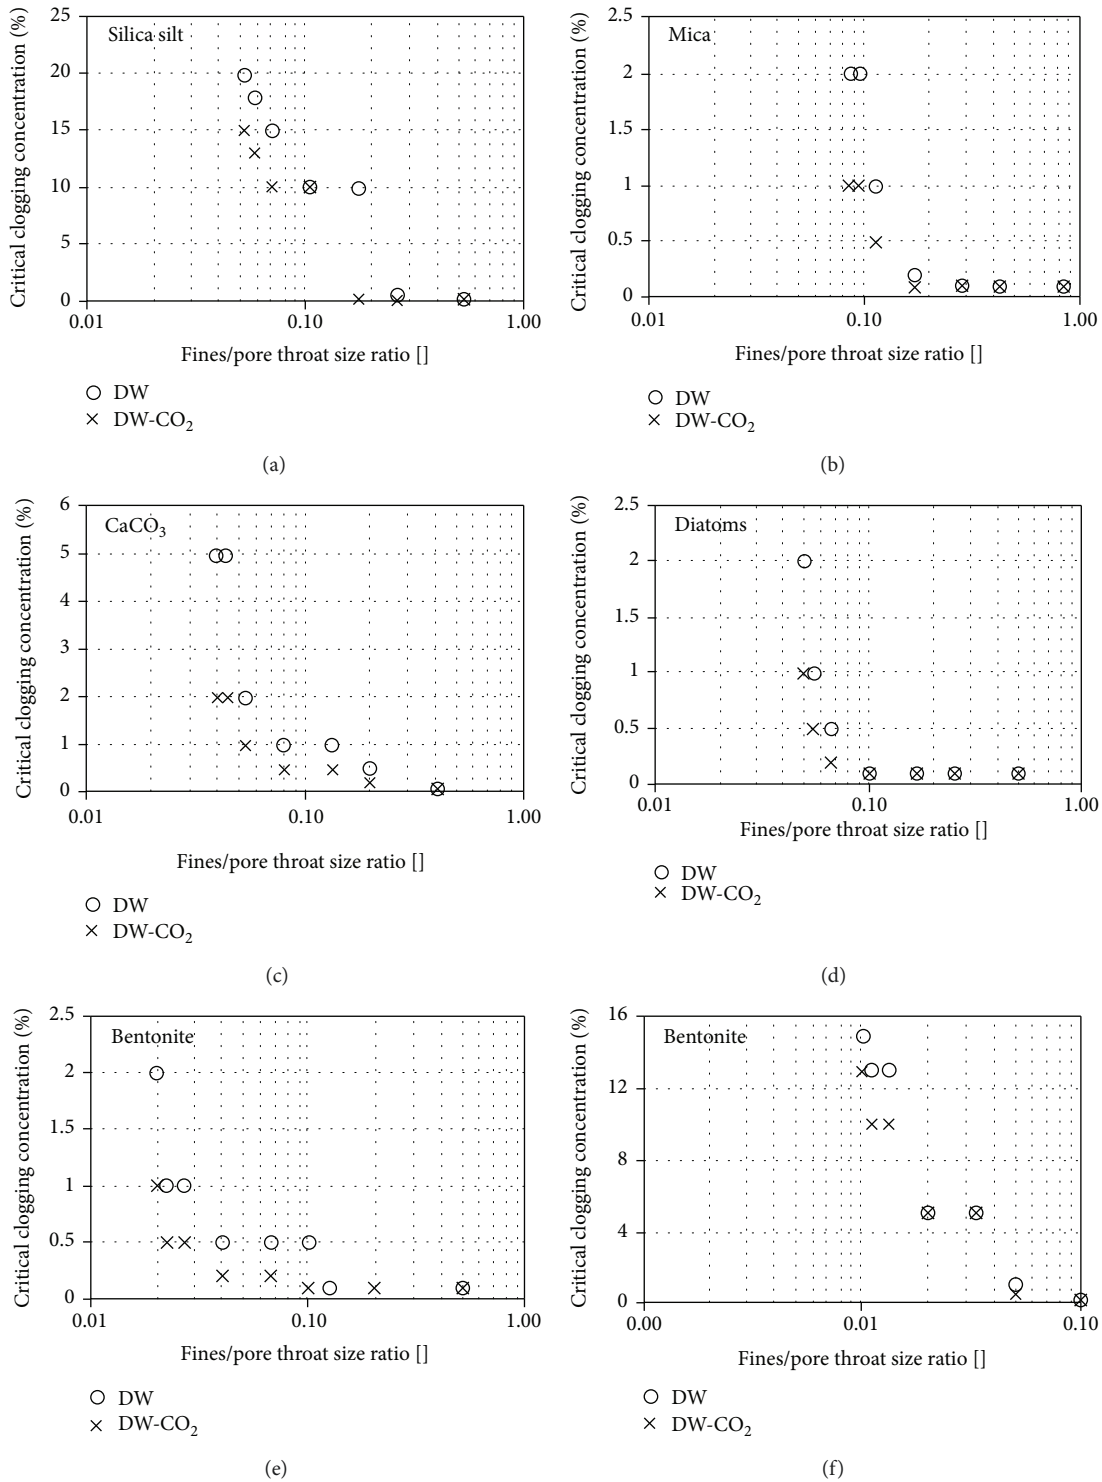 Critical clogging concentration (%)
25
20
15
10
5
0
Silica silt
0.01
0.10
1.00
Fines/pore throat size ratio []
DW
DW-CO₂
(a)
Critical clogging concentration (%)
2.5
2
1.5
1
0.5
0
Mica
0.01
0.10
1.00
Fines/pore throat size ratio []
DW
DW-CO₂
(b)
Critical clogging concentration (%)
6
5
4
3
2
1
0
CaCO₃
0.01
0.10
1.00
Fines/pore throat size ratio []
DW
DW-CO₂
(c)
Critical clogging concentration (%)
2.5
2
1.5
1
0.5
0
Diatoms
0.01
0.10
1.00
Fines/pore throat size ratio []
DW
DW-CO₂
(d)
Critical clogging concentration (%)
2.5
2
1.5
1
0.5
0
Bentonite
0.01
0.10
1.00
Fines/pore throat size ratio []
DW
DW-CO₂
(e)
Critical clogging concentration (%)
16
12
8
4
0
Bentonite
0.00
0.01
0.10
Fines/pore throat size ratio []
DW
DW-CO₂
(f)